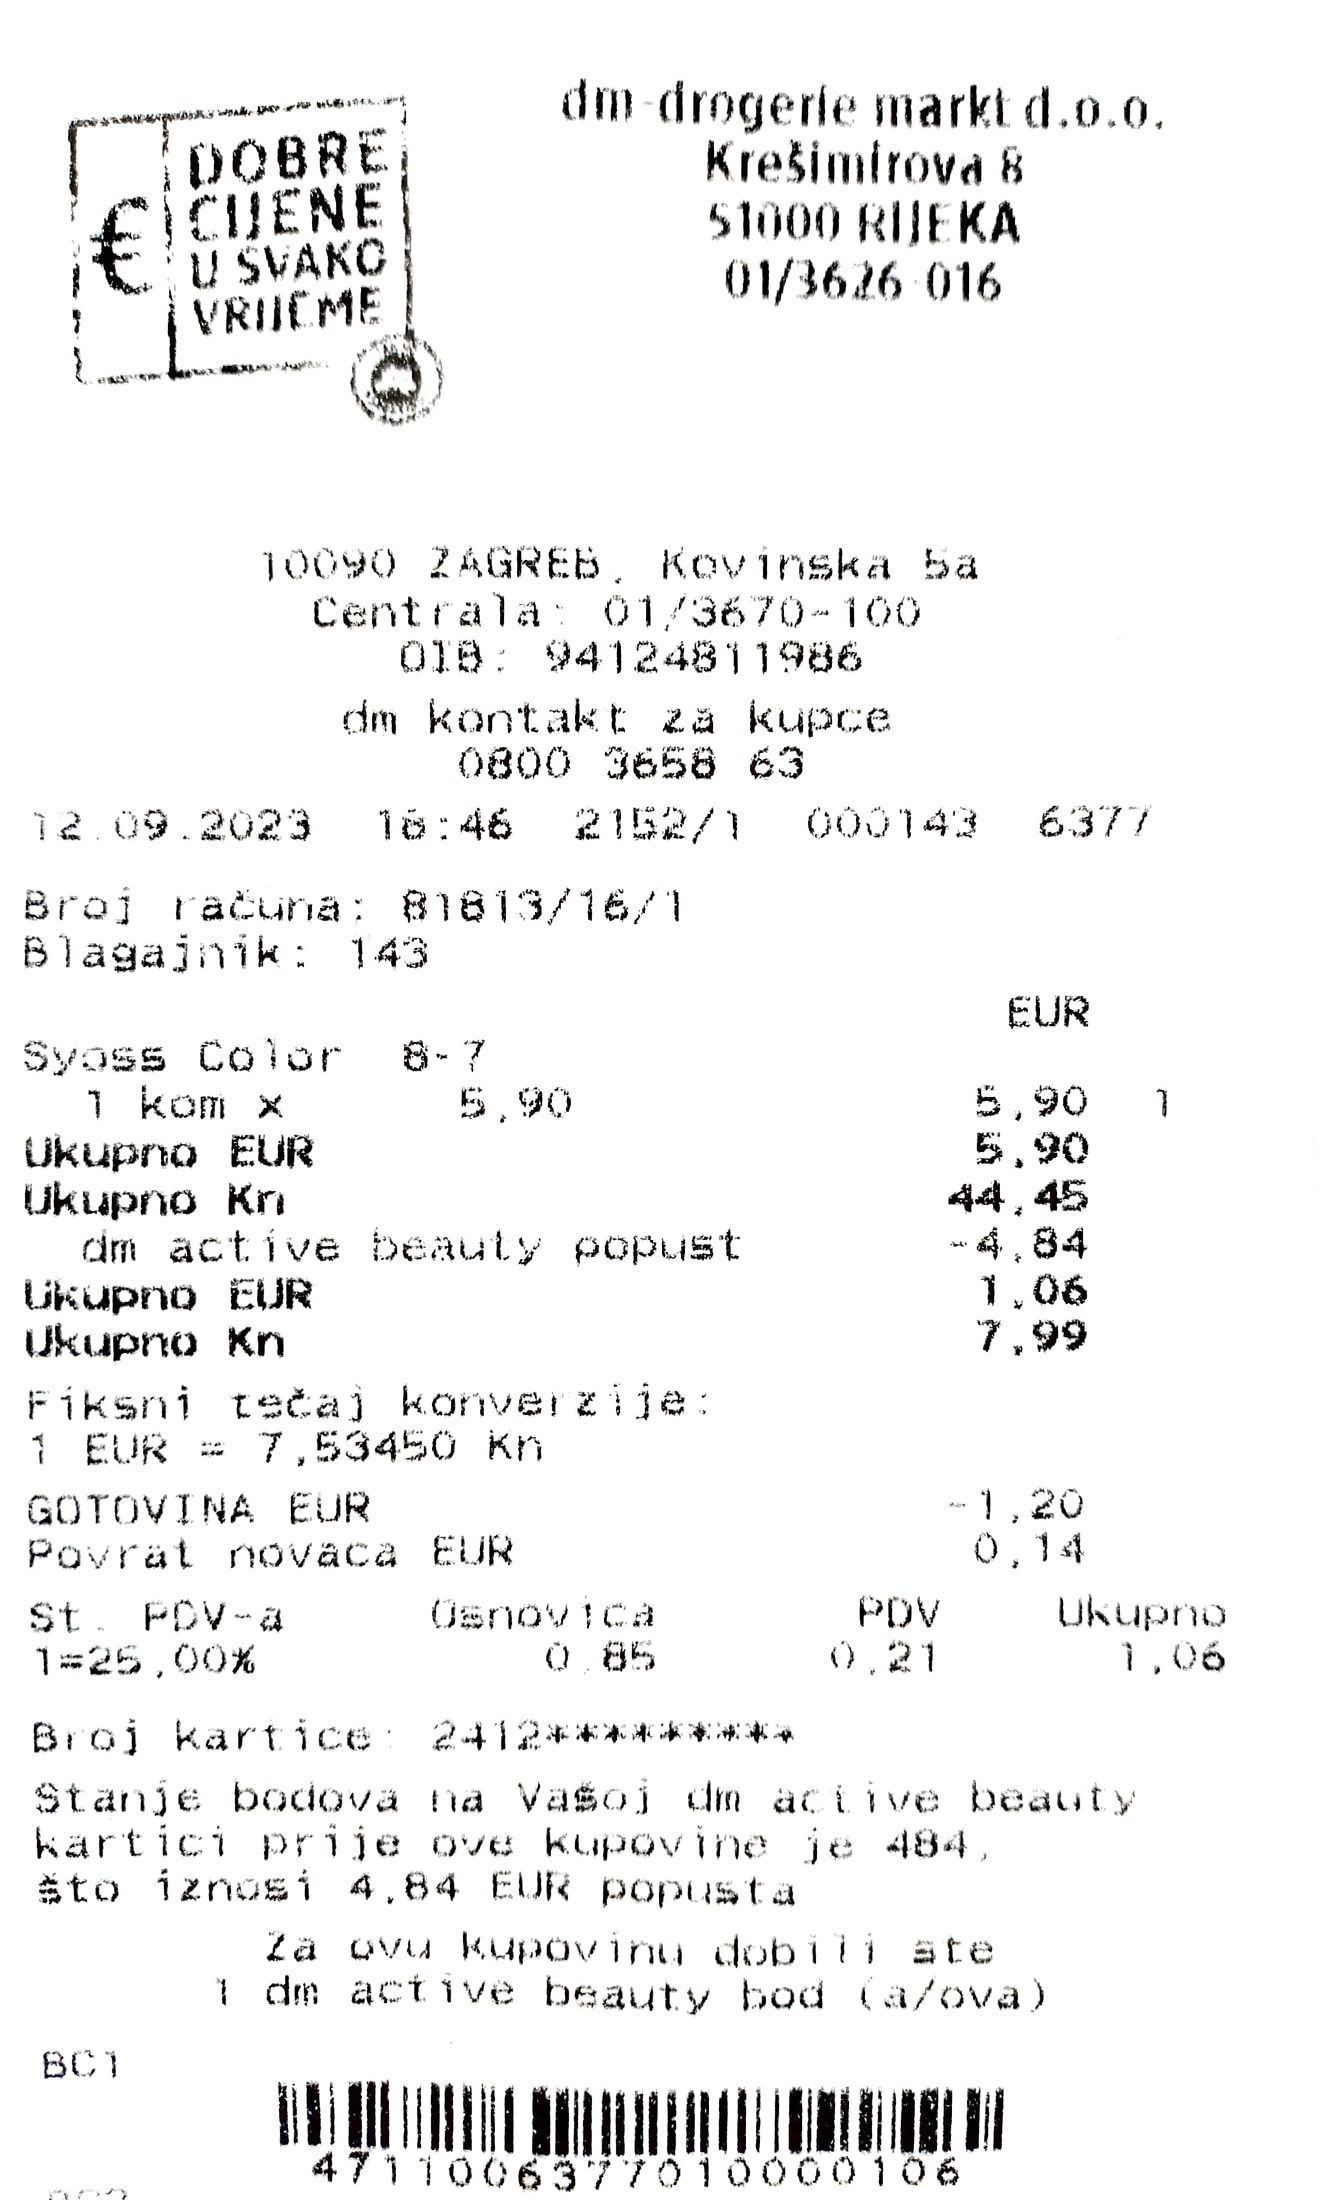 € DOBRE
CIJENE
U SVAKO
VRIJEME
dm-drogerie markt d.o.o.
Krešimirova 8
51000 RIJEKA
01/3626-016
10090 ZAGREB, Kovinska 5a
Centrala: 01/3670-100
OIB: 94124811986
dm kontakt za kupce
0800 3658 63
12.09.2023 18:46 2152/1 000143 6377
Broj računa: 81813/16/1
Blagajnik: 143
EUR
Syoss Color 8-7
1 kom x 5,90 5,90 1
Ukupno EUR 5,90
Ukupno Kn 44,45
dm active beauty popust -4,84
Ukupno EUR 1,06
Ukupno Kn 7,99
Fiksni tečaj konverzije:
1 EUR = 7,53450 Kn
GOTOVINA EUR -1,20
Povrat novaca EUR 0,14
St. PDV-a Osnovica PDV Ukupno
1=25,00% 0,85 0,21 1,06
Broj kartice: 2412*********
Stanje bodova na Vašoj dm active beauty
kartici prije ove kupovine je 484,
što iznosi 4,84 EUR popusta
Za ovu kupovinu dobili ste
1 dm active beauty bod (a/ova)
BC1
4711006377010000106